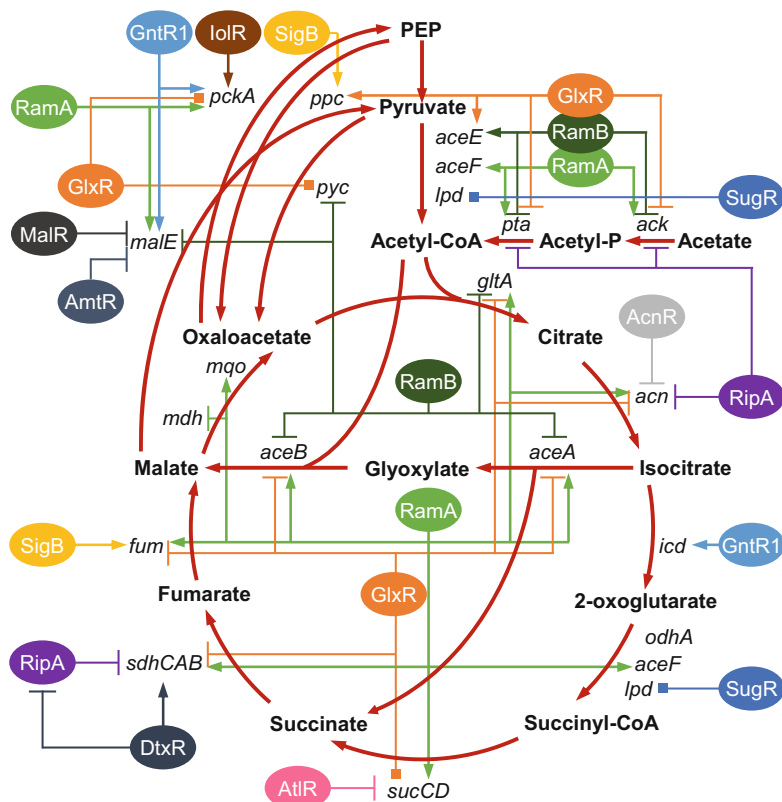 GntR1 IolR SigB PEP
RamA pckA ppc GlxR
Pyruvate
aceE RamB
aceF RamA
GlxR pyc lpd SugR
pta ack
MalR malE Acetyl-CoA Acetyl-P Acetate
gltA
AmtR
Oxaloacetate Citrate AcnR
mqo
RamB
mdh acn RipA
aceB aceA
Malate Glyoxylate Isocitrate
RamA
SigB fum icd GntR1
Fumarate GlxR 2-oxoglutarate
odhA
RipA sdhCAB aceF
lpd SugR
Succinate Succinyl-CoA
DtxR
AtlR sucCD